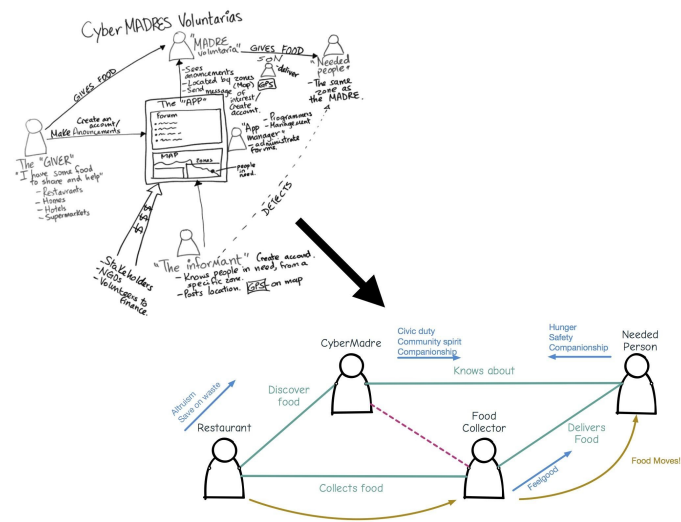 CyberMADRES Voluntarias
"MADRE
voluntaria"
GIVES FOOD
GIVES FOOD
SON
deliver
"Needed
people"
- The same
zone as
the MADRE.
- Sees
anouncements
- Located by zones
- Send message (Map)
of interest/
Create
account.
GPS
The "APP"
Forum
MAP
zones
people
in
need.
Create an
account/
Make Anouncements
The "GIVER"
"I have some food
to share and help"
- Restaurants
- Homes
- Hotels
- Supermarkets
"App
manager"
- Programmers
- Management
- administrate
forums.
DETECTS
$ $ $
- Stakeholders
- NGOs
- Volunteers to
finance.
"The informant"
Create account.
- Knows people in need, from a
specific zone.
- Posts location. GPS on map
CyberMadre
Civic duty
Community spirit
Companionship
Hunger
Safety
Companionship
Needed
Person
Knows about
Altruism
Save on waste
Discover
food
Restaurant
Food
Collector
Delivers
Food
Collects food
Feelgood
Food Moves!